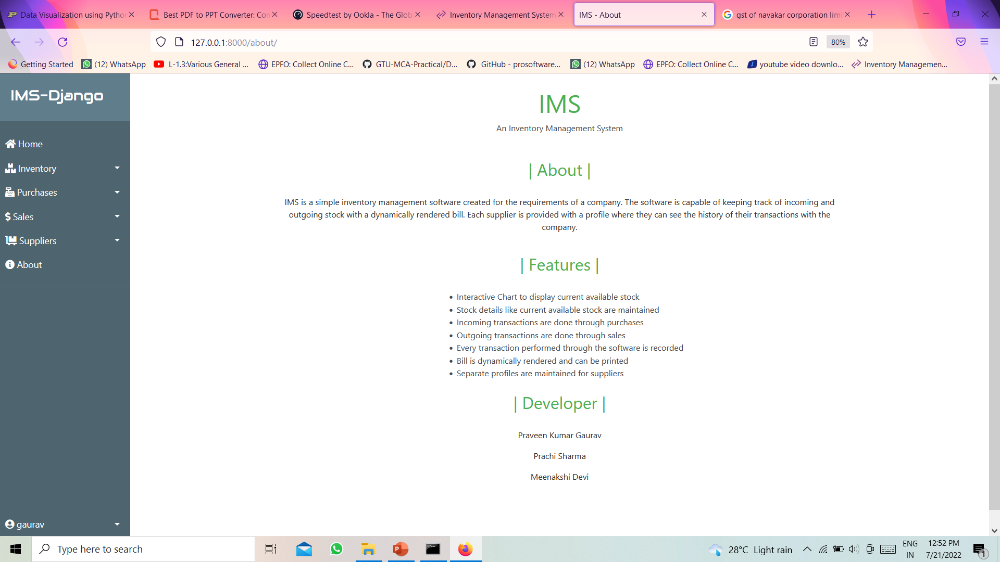 Data Visualization using Python
Best PDF to PPT Converter: Con
Speedtest by Ookla - The Glob
Inventory Management System
IMS - About
gst of navakar corporation limi
127.0.0.1:8000/about/
80%
Getting Started
(12) WhatsApp
L-1.3:Various General ...
EPFO: Collect Online C...
GTU-MCA-Practical/D...
GitHub - prosoftware...
(12) WhatsApp
EPFO: Collect Online C...
youtube video downlo...
Inventory Managemen...
IMS-Django
Home
Inventory
Purchases
Sales
Suppliers
About
gaurav
IMS
An Inventory Management System
| About |
IMS is a simple inventory management software created for the requirements of a company. The software is capable of keeping track of incoming and
outgoing stock with a dynamically rendered bill. Each supplier is provided with a profile where they can see the history of their transactions with the
company.
| Features |
• Interactive Chart to display current available stock
• Stock details like current available stock are maintained
• Incoming transactions are done through purchases
• Outgoing transactions are done through sales
• Every transaction performed through the software is recorded
• Bill is dynamically rendered and can be printed
• Separate profiles are maintained for suppliers
| Developer |
Praveen Kumar Gaurav
Prachi Sharma
Meenakshi Devi
Type here to search
28°C Light rain
ENG
IN
12:52 PM
7/21/2022
1